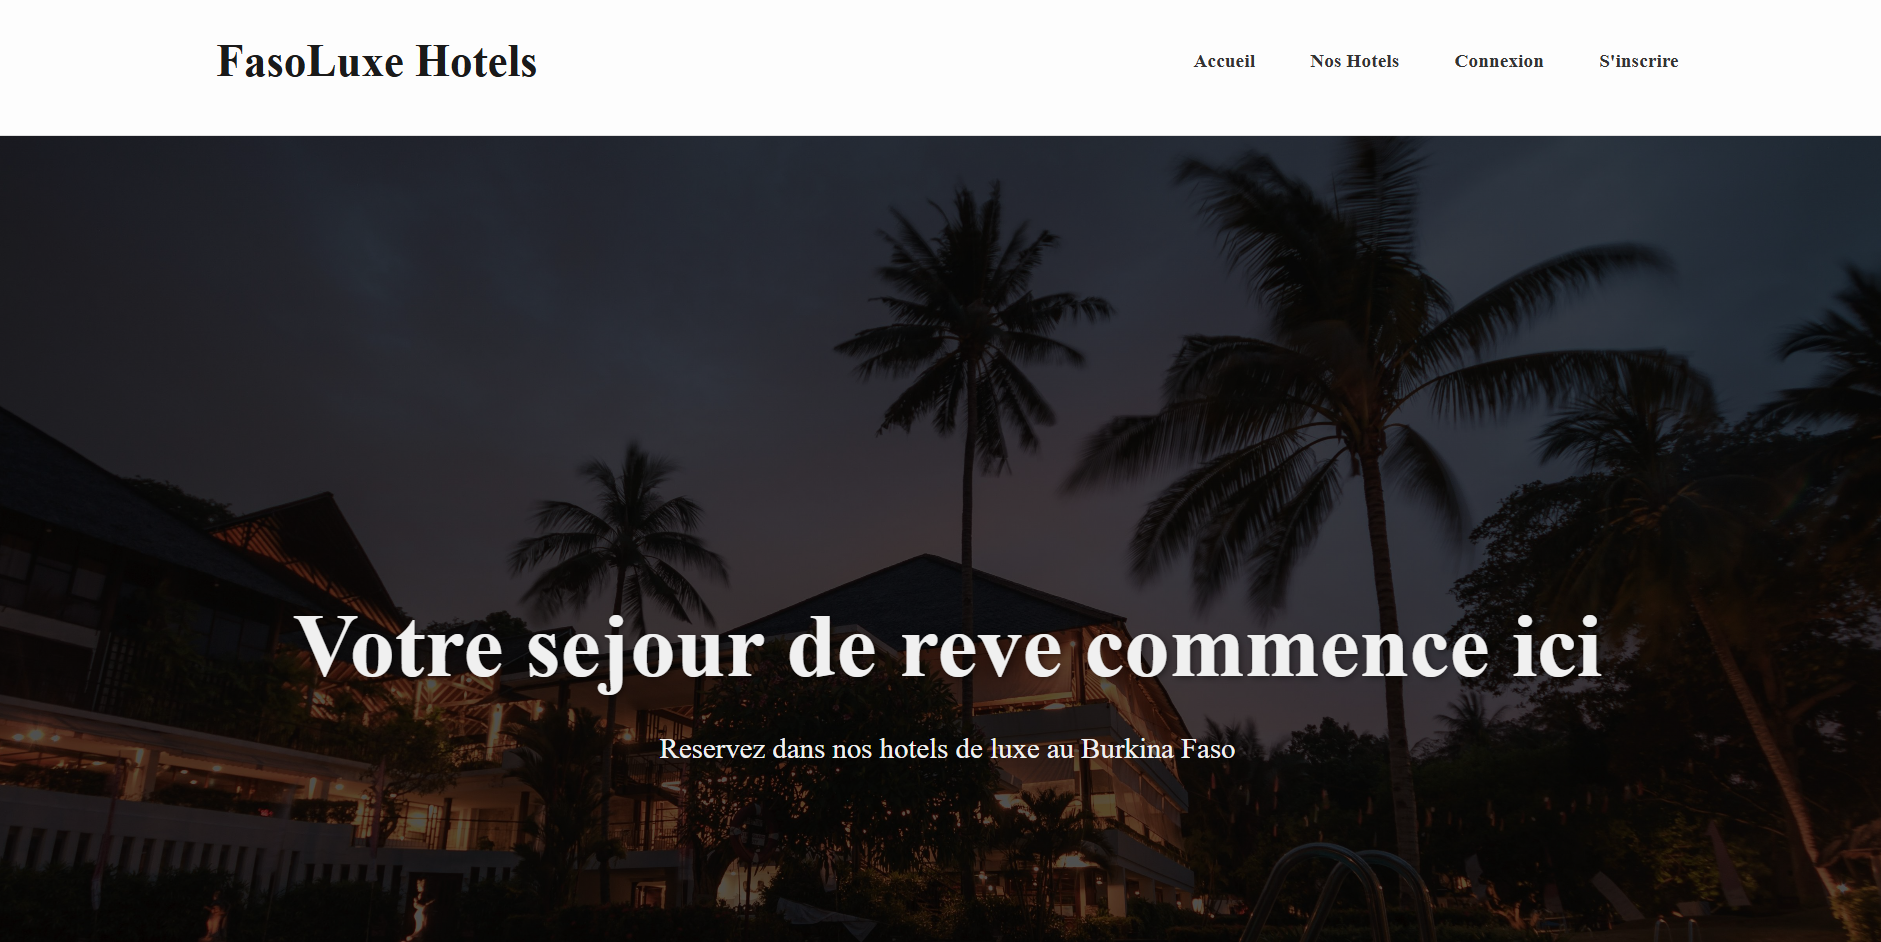 FasoLuxe Hotels
Accueil Nos Hotels Connexion S'inscrire
Votre sejour de reve commence ici
Reservez dans nos hotels de luxe au Burkina Faso